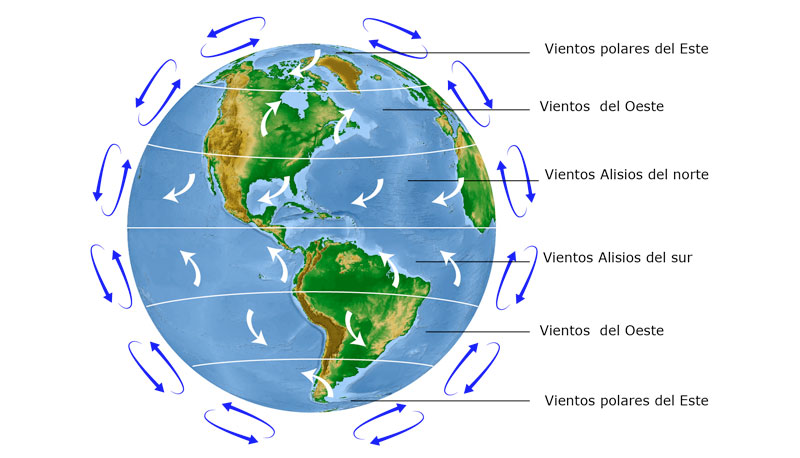 Vientos polares del Este
Vientos  del Oeste
Vientos Alisios del norte
Vientos Alisios del sur
Vientos  del Oeste
Vientos polares del Este